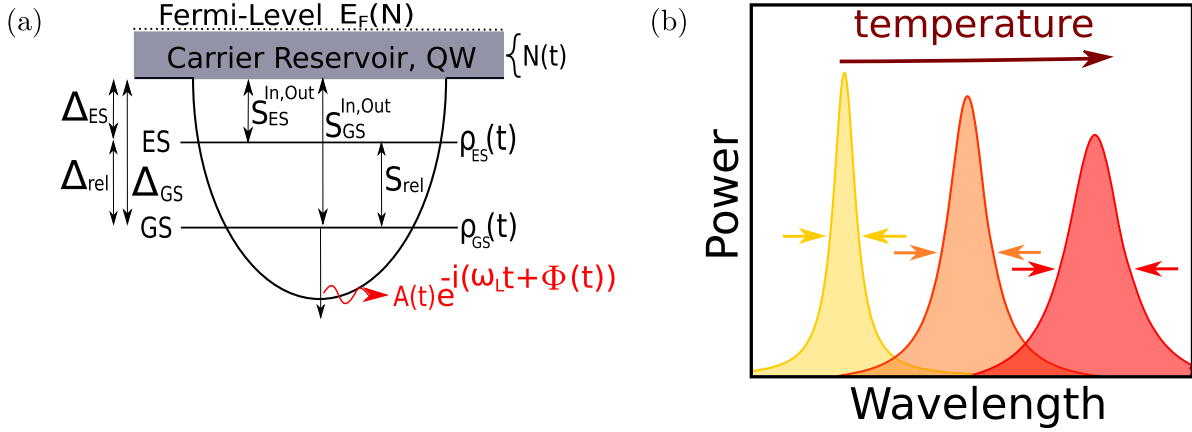 (a)
Fermi-Level E_F(N)
Carrier Reservoir, QW
N(t)
Δ_ES
S_ES^In,Out
S_GS^In,Out
ES
ρ_ES(t)
Δ_rel
Δ_GS
S_rel
GS
ρ_GS(t)
A(t)e^-i(ω_L t+Φ(t))
(b)
temperature
Power
Wavelength